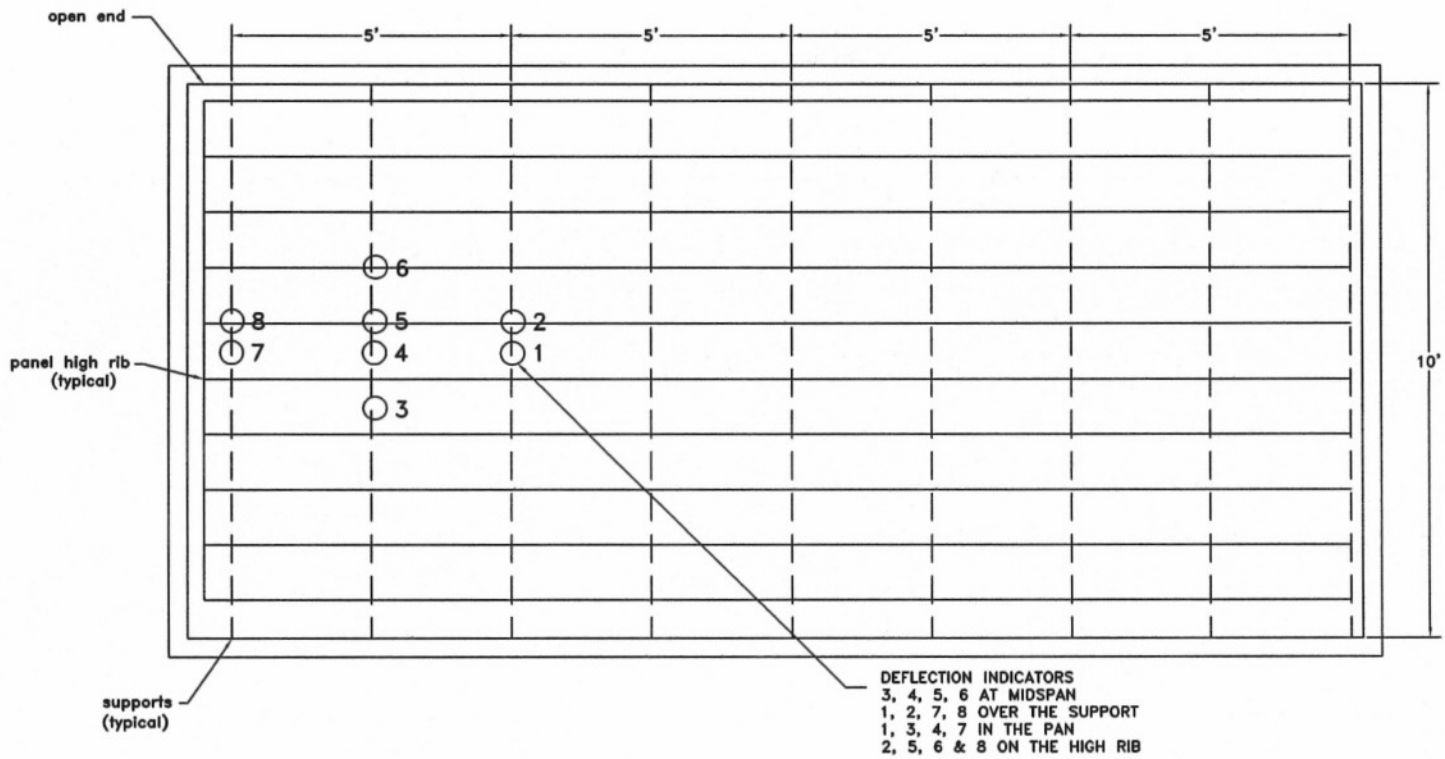 open end
5' 5' 5' 5'
6
8 5 2
7 4 1
panel high rib
(typical)
10'
3
supports
(typical)
DEFLECTION INDICATORS
3, 4, 5, 6 AT MIDSPAN
1, 2, 7, 8 OVER THE SUPPORT
1, 3, 4, 7 IN THE PAN
2, 5, 6 & 8 ON THE HIGH RIB